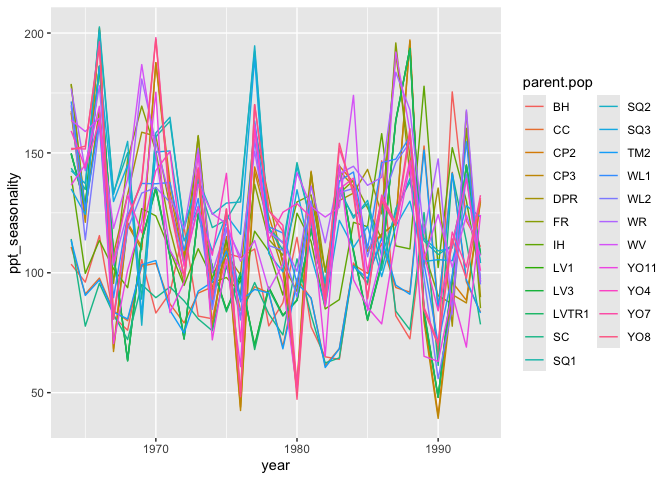 200
150
100
50
ppt_seasonality
1970
1980
1990
year
parent.pop
BH
CC
CP2
CP3
DPR
FR
IH
LV1
LV3
LVTR1
SC
SQ1
SQ2
SQ3
TM2
WL1
WL2
WR
WV
YO11
YO4
YO7
YO8